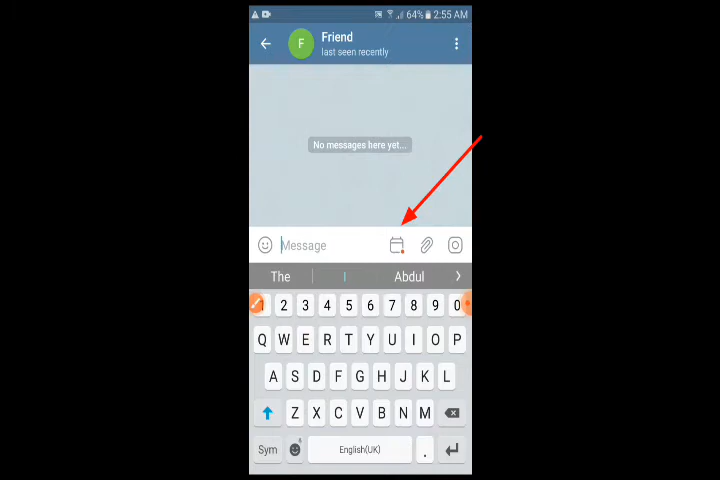 64% 2:55 AM
F
Friend
last seen recently
No messages here yet...
Message
The I Abdul
1 2 3 4 5 6 7 8 9 0
Q W E R T Y U I O P
A S D F G H J K L
Z X C V B N M
Sym English(UK) .